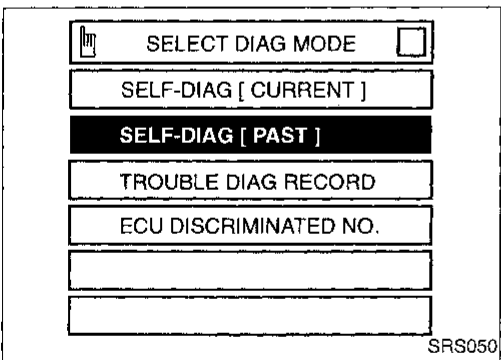 SELECT DIAG MODE
SELF-DIAG [ CURRENT ]
SELF-DIAG [ PAST ]
TROUBLE DIAG RECORD
ECU DISCRIMINATED NO.
SRS050